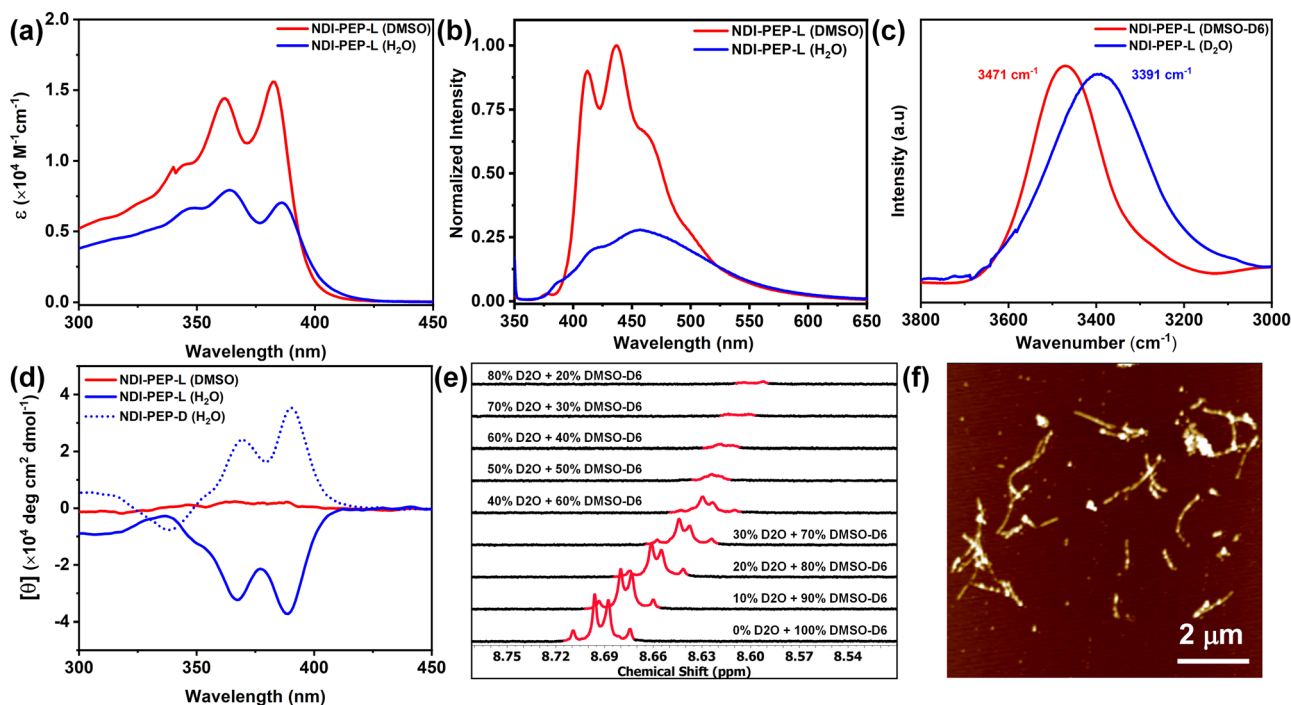 (a)
NDI-PEP-L (DMSO)
NDI-PEP-L (H₂O)
ε (×10⁴ M⁻¹cm⁻¹)
2.0
1.5
1.0
0.5
0.0
300 350 400 450
Wavelength (nm)
(b)
NDI-PEP-L (DMSO)
NDI-PEP-L (H₂O)
Normalized Intensity
1.00
0.75
0.50
0.25
0.00
350 400 450 500 550 600 650
Wavelength (nm)
(c)
NDI-PEP-L (DMSO-D6)
NDI-PEP-L (D₂O)
3471 cm⁻¹
3391 cm⁻¹
Intensity (a.u)
3800 3600 3400 3200 3000
Wavenumber (cm⁻¹)
(d)
NDI-PEP-L (DMSO)
NDI-PEP-L (H₂O)
NDI-PEP-D (H₂O)
[θ] (×10⁴ deg cm² dmol⁻¹)
4
2
0
-2
-4
300 350 400 450
Wavelength (nm)
(e)
80% D2O + 20% DMSO-D6
70% D2O + 30% DMSO-D6
60% D2O + 40% DMSO-D6
50% D2O + 50% DMSO-D6
40% D2O + 60% DMSO-D6
30% D2O + 70% DMSO-D6
20% D2O + 80% DMSO-D6
10% D2O + 90% DMSO-D6
0% D2O + 100% DMSO-D6
8.75 8.72 8.69 8.66 8.63 8.60 8.57 8.54
Chemical Shift (ppm)
(f)
2 μm